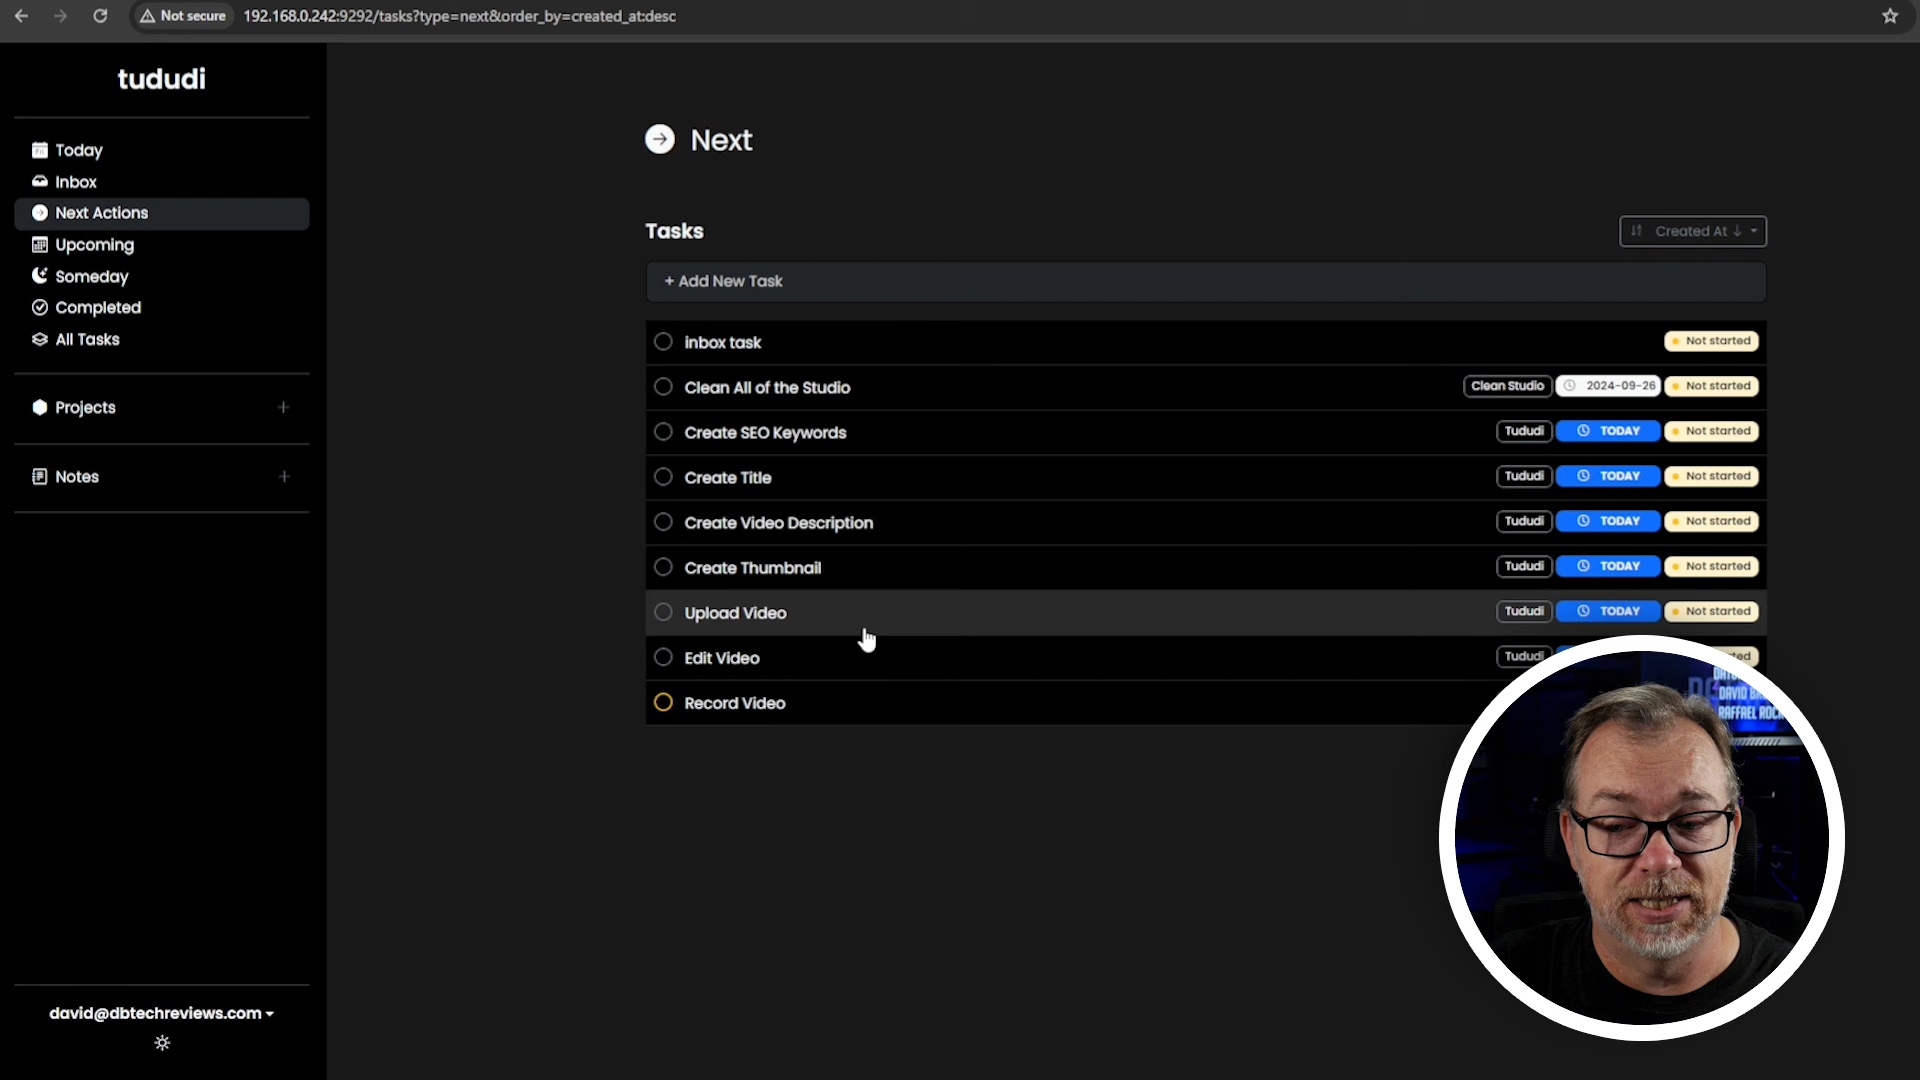 Not secure 192.168.0.242:9292/tasks?type=next&order_by=created_at:desc
tududi
Today
Inbox
Next Actions
Upcoming
Someday
Completed
All Tasks
Projects +
Notes +
david@dbtechreviews.com
Next
Tasks
Created At ↓
+ Add New Task
inbox task Not started
Clean All of the Studio Clean Studio 2024-09-26 Not started
Create SEO Keywords Tududi TODAY Not started
Create Title Tududi TODAY Not started
Create Video Description Tududi TODAY Not started
Create Thumbnail Tududi TODAY Not started
Upload Video Tududi TODAY Not started
Edit Video Tududi
Record Video